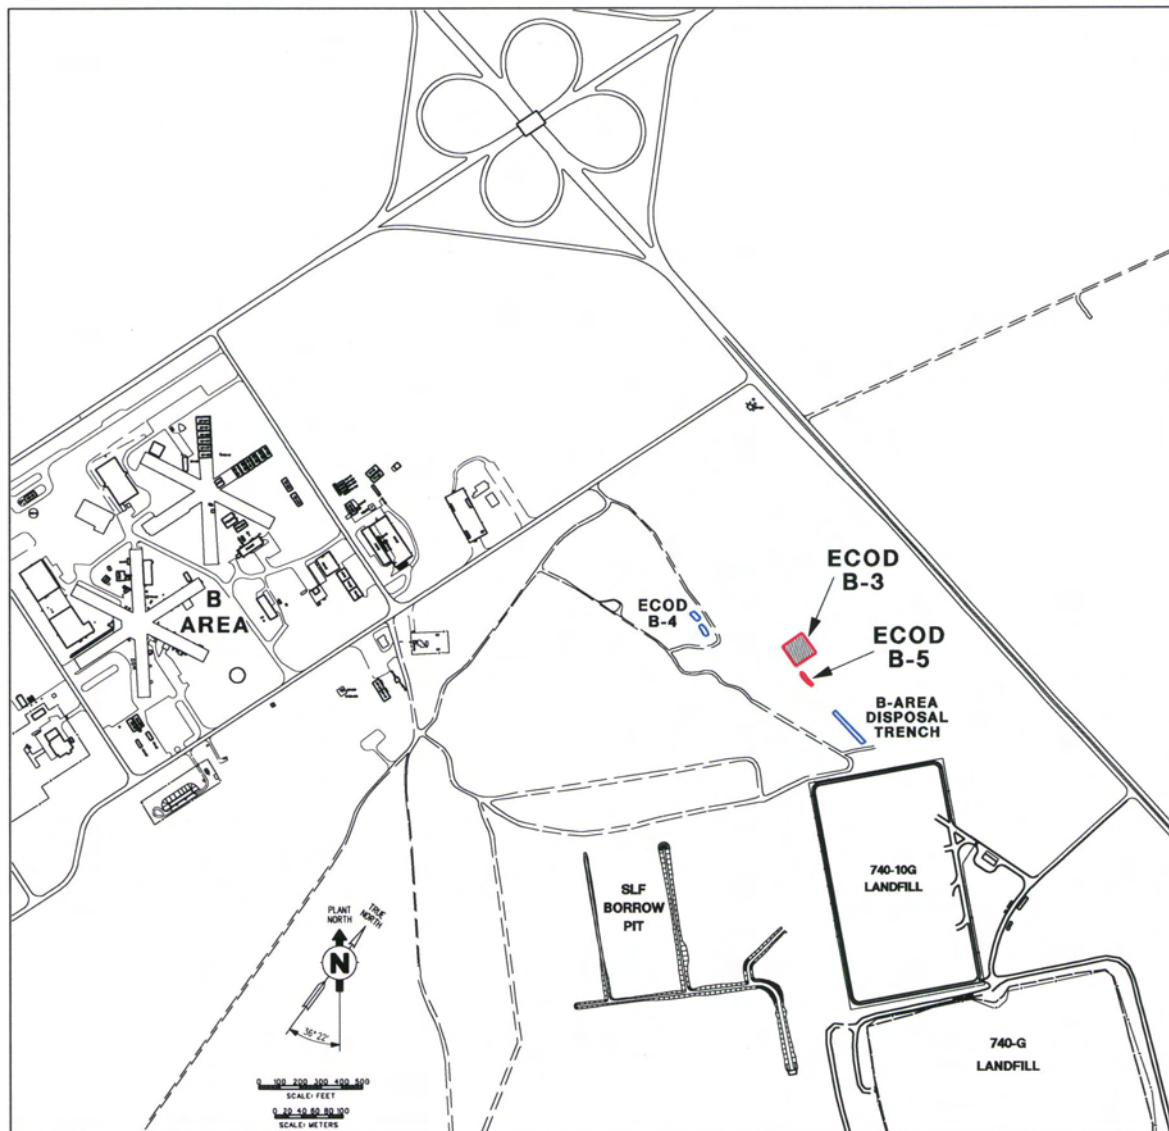 ECOD
B-3
ECOD
B-4
ECOD
B-5
B
AREA
B-AREA
DISPOSAL
TRENCH
740-10G
LANDFILL
SLF
BORROW
PIT
PLANT
NORTH
TRUE
NORTH
N
36° 22'
740-G
LANDFILL
0 100 200 300 400 500
SCALE: FEET
0 20 40 60 80 100
SCALE: METERS